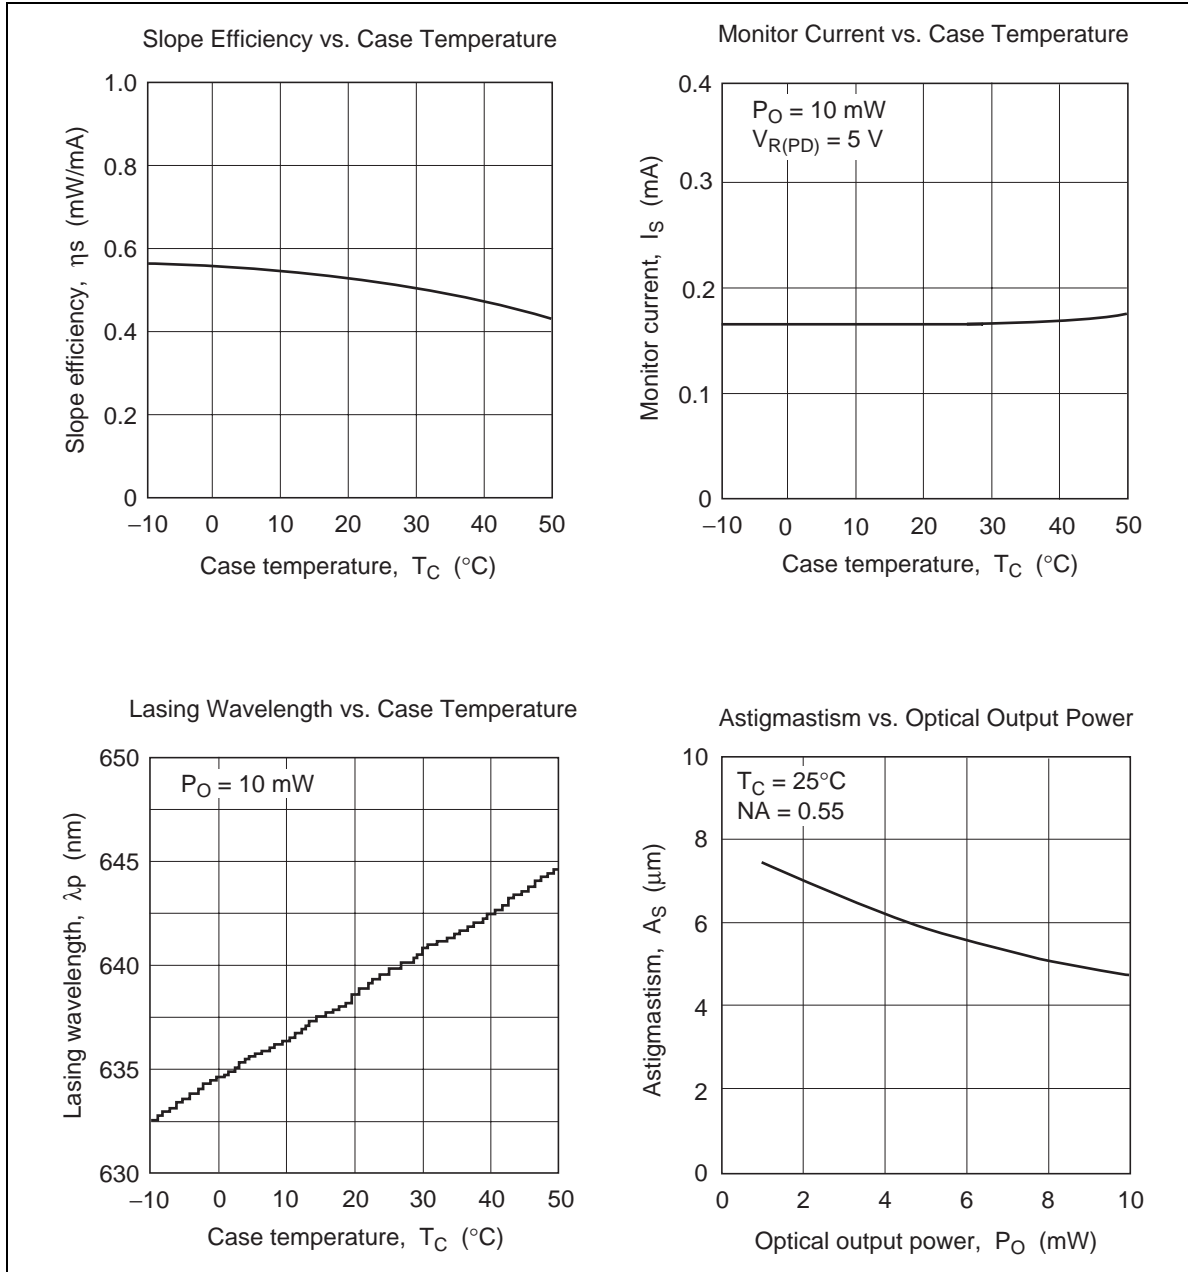 Slope Efficiency vs. Case Temperature
1.0
0.8
0.6
0.4
0.2
0
Slope efficiency, ηs (mW/mA)
−10 0 10 20 30 40 50
Case temperature, TC (°C)
Monitor Current vs. Case Temperature
PO = 10 mW
VR(PD) = 5 V
0.4
0.3
0.2
0.1
0
Monitor current, IS (mA)
−10 0 10 20 30 40 50
Case temperature, TC (°C)
Lasing Wavelength vs. Case Temperature
PO = 10 mW
650
645
640
635
630
Lasing wavelength, λp (nm)
−10 0 10 20 30 40 50
Case temperature, TC (°C)
Astigmastism vs. Optical Output Power
TC = 25°C
NA = 0.55
10
8
6
4
2
0
Astigmastism, AS (μm)
0 2 4 6 8 10
Optical output power, PO (mW)